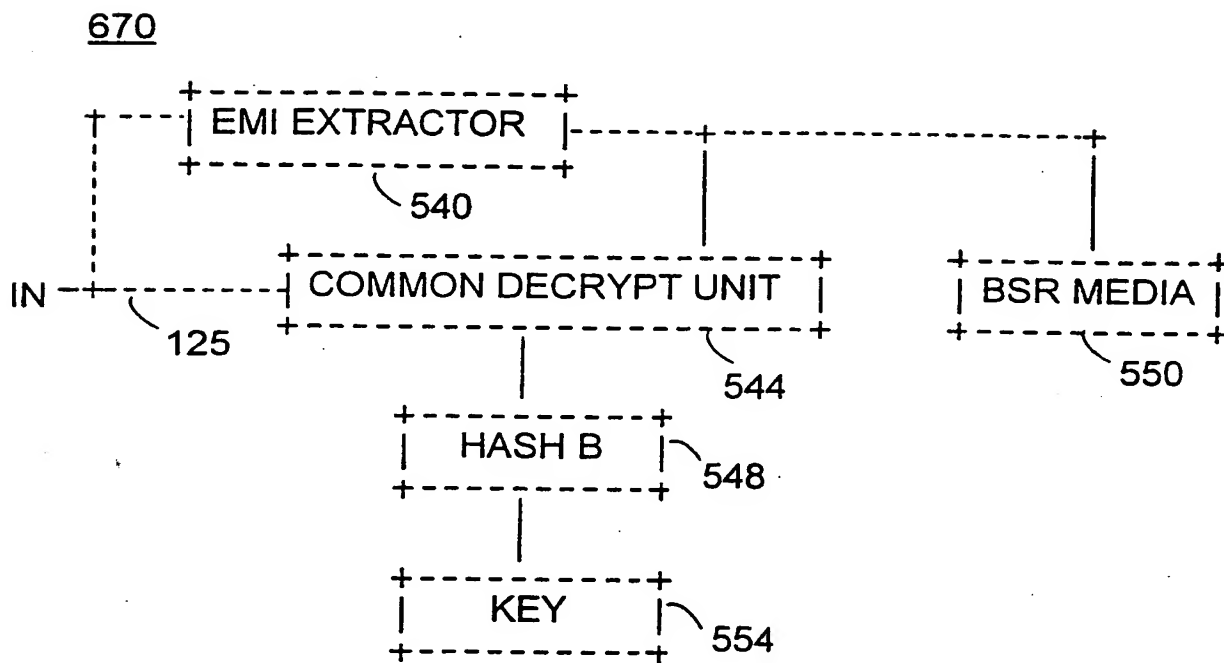 670
EMI EXTRACTOR
540
IN
125
COMMON DECRYPT UNIT
544
BSR MEDIA
550
HASH B
548
KEY
554